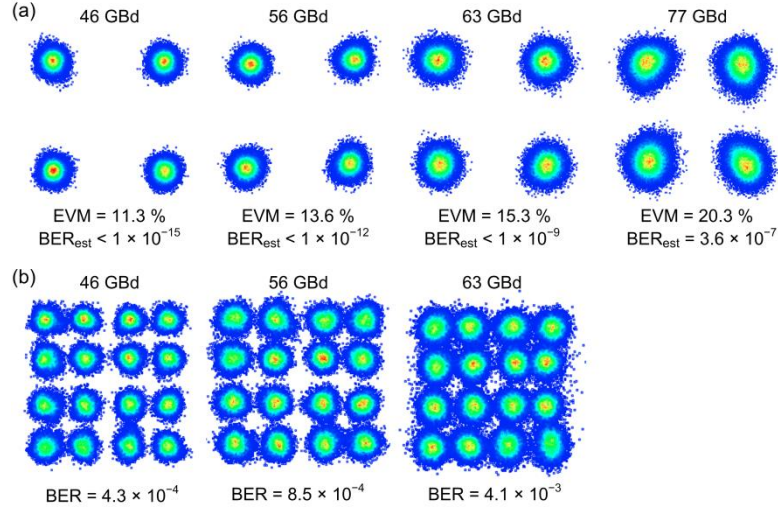 (a)
46 GBd 56 GBd 63 GBd 77 GBd
EVM = 11.3 % EVM = 13.6 % EVM = 15.3 % EVM = 20.3 %
BERest < 1 × 10−15 BERest < 1 × 10−12 BERest < 1 × 10−9 BERest = 3.6 × 10−7
(b)
46 GBd 56 GBd 63 GBd
BER = 4.3 × 10−4 BER = 8.5 × 10−4 BER = 4.1 × 10−3